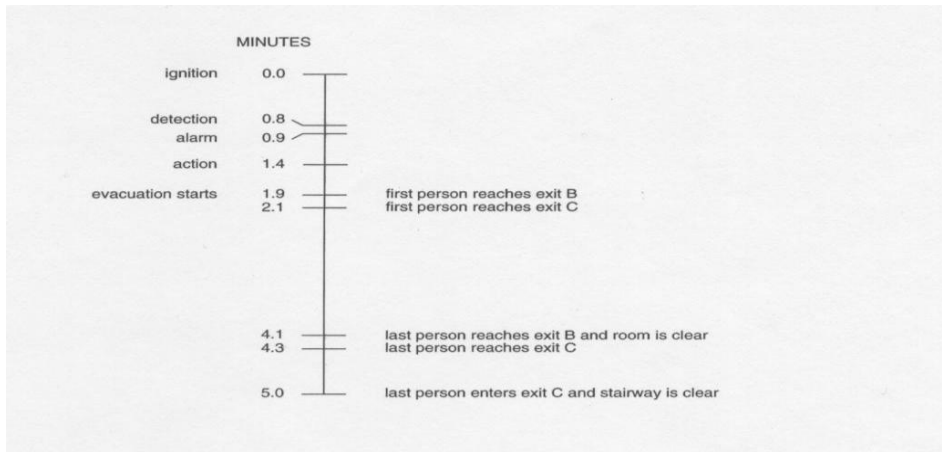 MINUTES
ignition 0.0
detection 0.8
alarm 0.9
action 1.4
evacuation starts 1.9 first person reaches exit B
2.1 first person reaches exit C
4.1 last person reaches exit B and room is clear
4.3 last person reaches exit C
5.0 last person enters exit C and stairway is clear